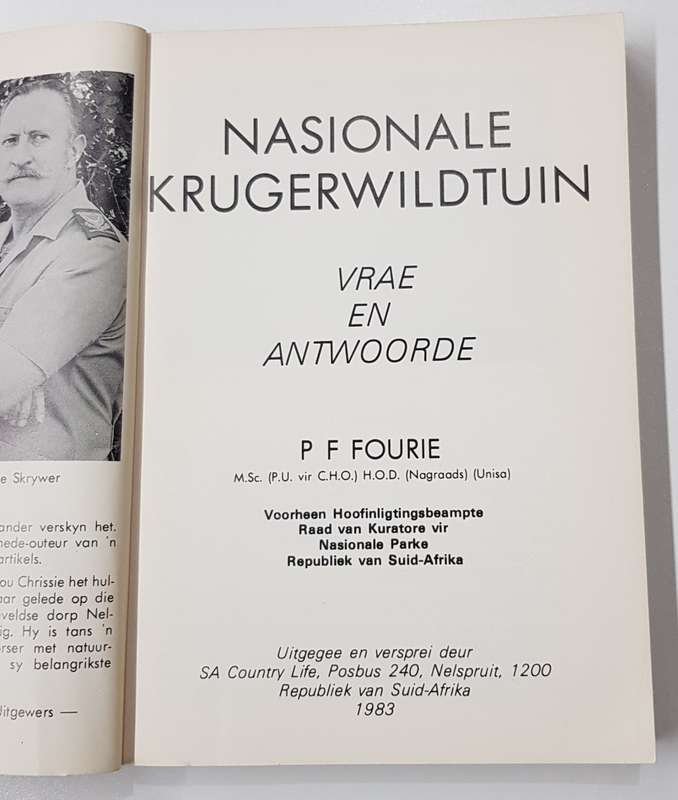 e Skrywer
ander verskyn het.
nede-outeur van 'n
artikels.
ou Chrissie het hul-
aar gelede op die
veldse dorp Nel-
ig. Hy is tans 'n
orser met natuur-
sy belangrikste
itgewers —
NASIONALE
KRUGERWILDTUIN
VRAE
EN
ANTWOORDE
P F FOURIE
M.Sc. (P.U. vir C.H.O.) H.O.D. (Nagraads) (Unisa)
Voorheen Hoofinligtingsbeampte
Raad van Kuratore vir
Nasionale Parke
Republiek van Suid-Afrika
Uitgegee en versprei deur
SA Country Life, Posbus 240, Nelspruit, 1200
Republiek van Suid-Afrika
1983